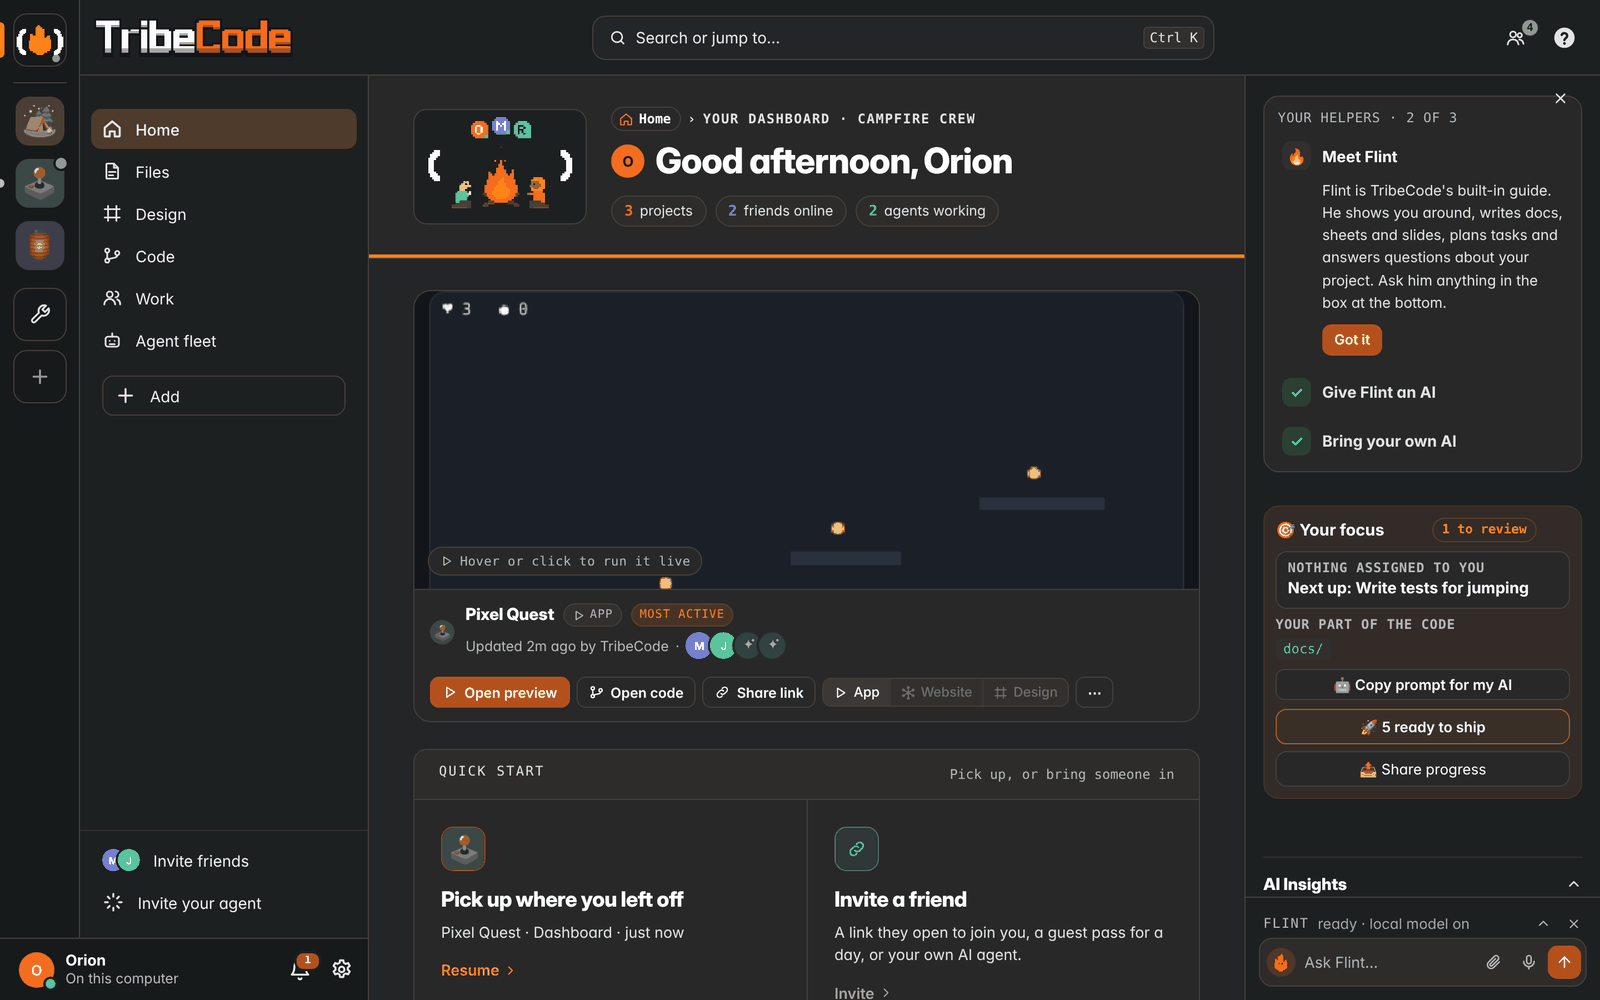 TribeCode
Search or jump to...
Ctrl K
4
Home
Files
Design
Code
Work
Agent fleet
Add
Invite friends
M J
Invite your agent
O
Orion
On this computer
1
O M R
Home › YOUR DASHBOARD · CAMPFIRE CREW
O Good afternoon, Orion
3 projects
2 friends online
2 agents working
3 0
Hover or click to run it live
Pixel Quest
APP
MOST ACTIVE
Updated 2m ago by TribeCode ·
M J
Open preview
Open code
Share link
App
Website
Design
QUICK START
Pick up, or bring someone in
Pick up where you left off
Pixel Quest · Dashboard · just now
Resume
Invite a friend
A link they open to join you, a guest pass for a
day, or your own AI agent.
Invite
YOUR HELPERS · 2 OF 3
Meet Flint
Flint is TribeCode's built-in guide.
He shows you around, writes docs,
sheets and slides, plans tasks and
answers questions about your
project. Ask him anything in the
box at the bottom.
Got it
Give Flint an AI
Bring your own AI
Your focus
1 to review
NOTHING ASSIGNED TO YOU
Next up: Write tests for jumping
YOUR PART OF THE CODE
docs/
Copy prompt for my AI
5 ready to ship
Share progress
AI Insights
FLINT ready · local model on
Ask Flint...